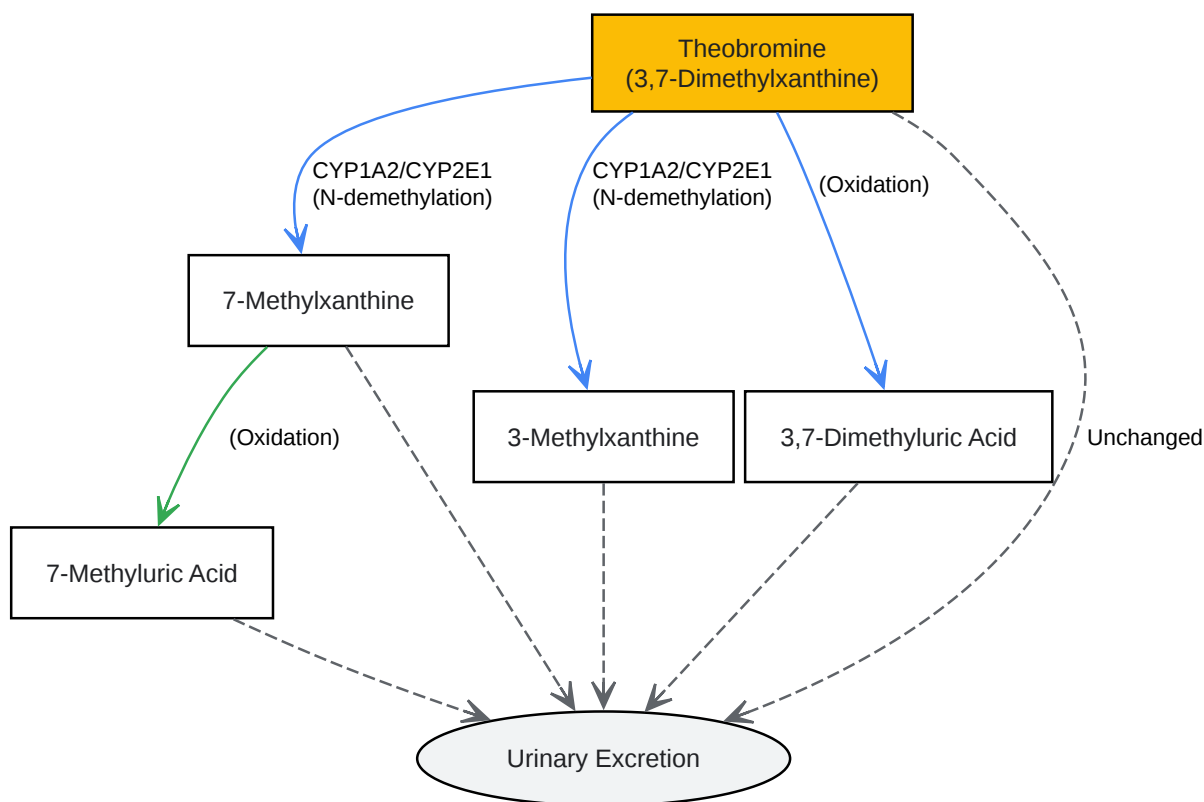 Theobromine
(3,7-Dimethylxanthine)
CYP1A2/CYP2E1
(N-demethylation)
CYP1A2/CYP2E1
(N-demethylation)
(Oxidation)
7-Methylxanthine
(Oxidation)
3-Methylxanthine
3,7-Dimethyluric Acid
Unchanged
7-Methyluric Acid
Urinary Excretion